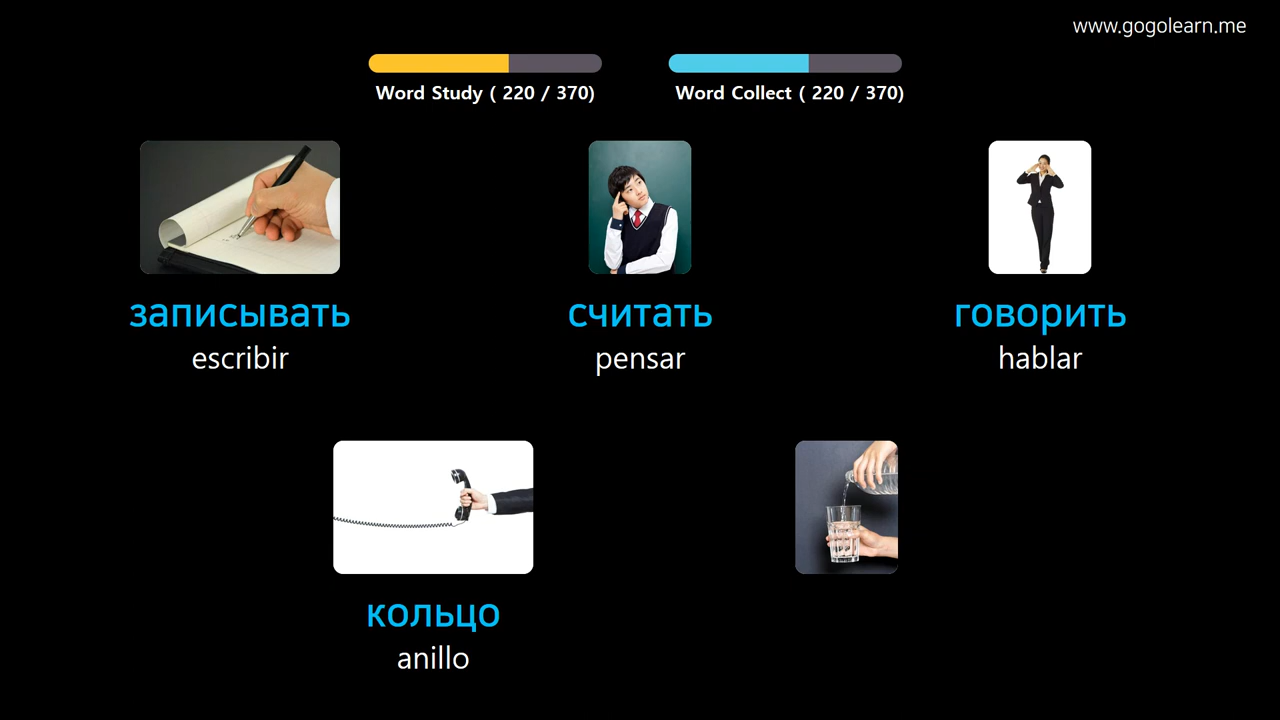 www.gogolearn.me
Word Study ( 220 / 370)
Word Collect ( 220 / 370)
записывать
escribir
считать
pensar
говорить
hablar
кольцо
anillo